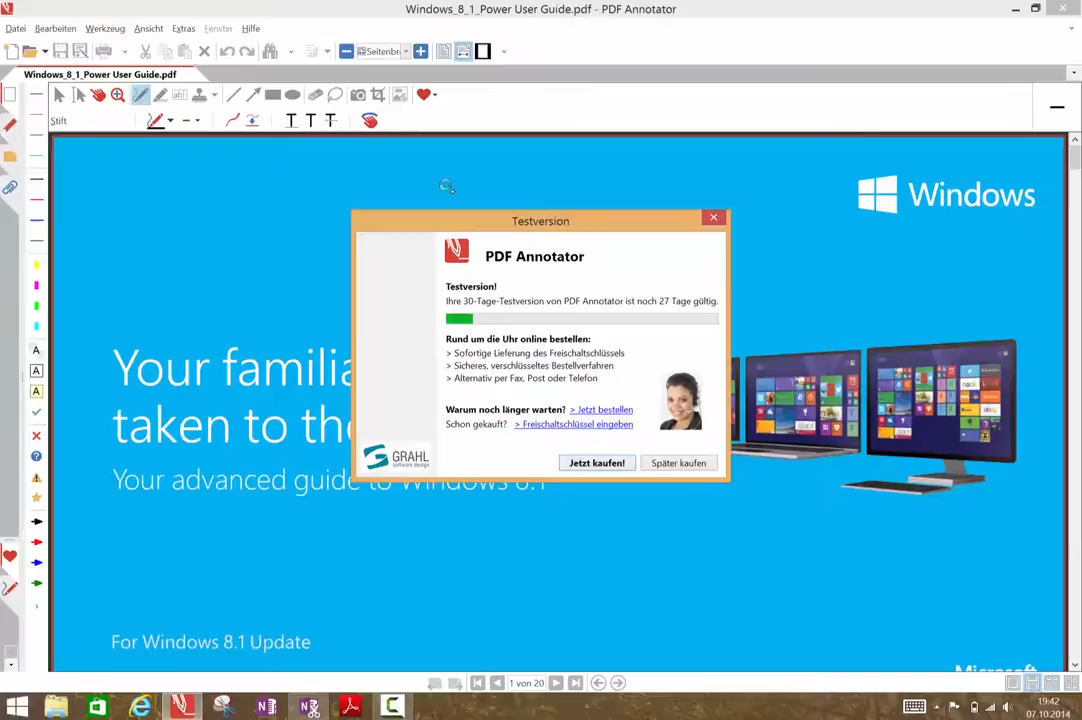 Windows_8_1_Power User Guide.pdf - PDF Annotator
Datei Bearbeiten Werkzeug Ansicht Extras Fenster Hilfe
Seitenbr
Windows_8_1_Power User Guide.pdf
Stift
Windows
Testversion
PDF Annotator
Testversion!
Ihre 30-Tage-Testversion von PDF Annotator ist noch 27 Tage gültig.
Rund um die Uhr online bestellen:
> Sofortige Lieferung des Freischaltschlüssels
> Sicheres, verschlüsseltes Bestellverfahren
> Alternativ per Fax, Post oder Telefon
Warum noch länger warten? > Jetzt bestellen
Schon gekauft? > Freischaltschlüssel eingeben
GRAHL
software design
Jetzt kaufen! Später kaufen
Your familia
taken to the
Your advanced guide to Windows 8.1
For Windows 8.1 Update
Microsoft
1 von 20
19:42
07.10.2014